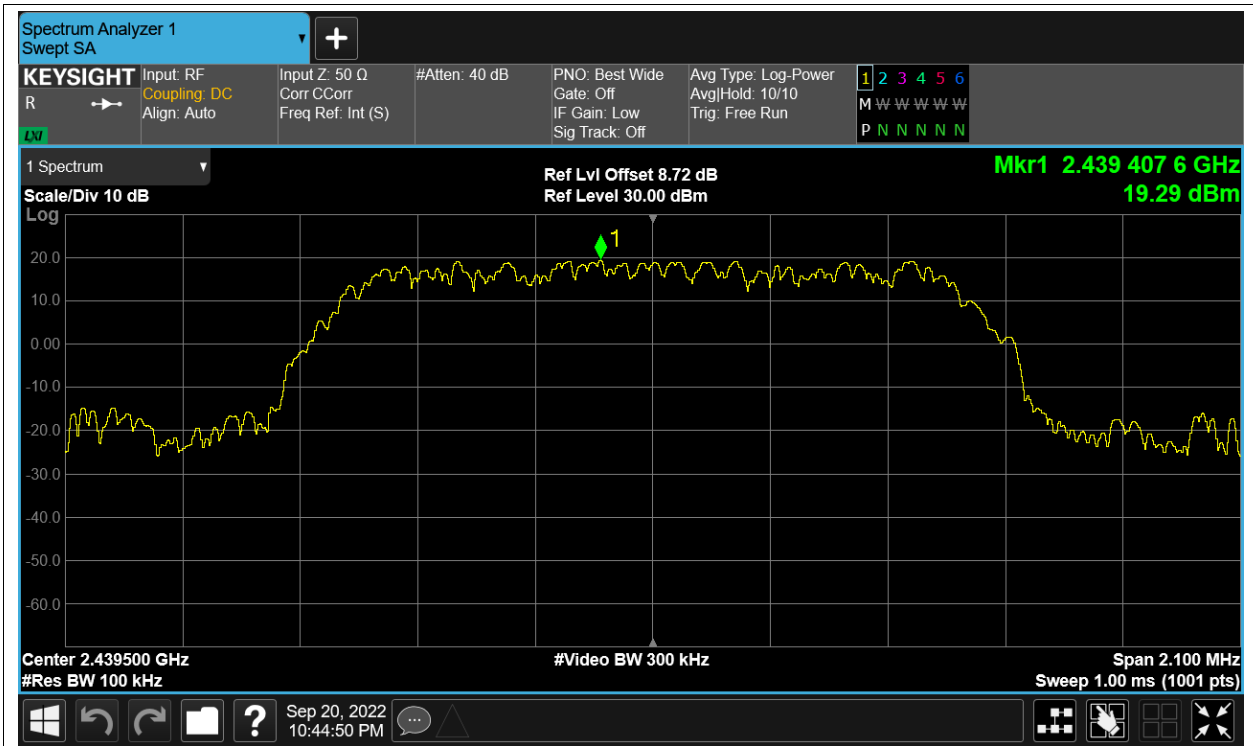 Spectrum Analyzer 1
Swept SA
KEYSIGHT
R
LXI
Input: RF
Coupling: DC
Align: Auto
Input Z: 50 Ω
Corr CCorr
Freq Ref: Int (S)
#Atten: 40 dB
PNO: Best Wide
Gate: Off
IF Gain: Low
Sig Track: Off
Avg Type: Log-Power
Avg|Hold: 10/10
Trig: Free Run
1 2 3 4 5 6
M W W W W W
P N N N N N
1 Spectrum
Scale/Div 10 dB
Log
Ref Lvl Offset 8.72 dB
Ref Level 30.00 dBm
Mkr1 2.439 407 6 GHz
19.29 dBm
1
20.0
10.0
0.00
-10.0
-20.0
-30.0
-40.0
-50.0
-60.0
Center 2.439500 GHz
#Res BW 100 kHz
#Video BW 300 kHz
Span 2.100 MHz
Sweep 1.00 ms (1001 pts)
?
Sep 20, 2022
10:44:50 PM